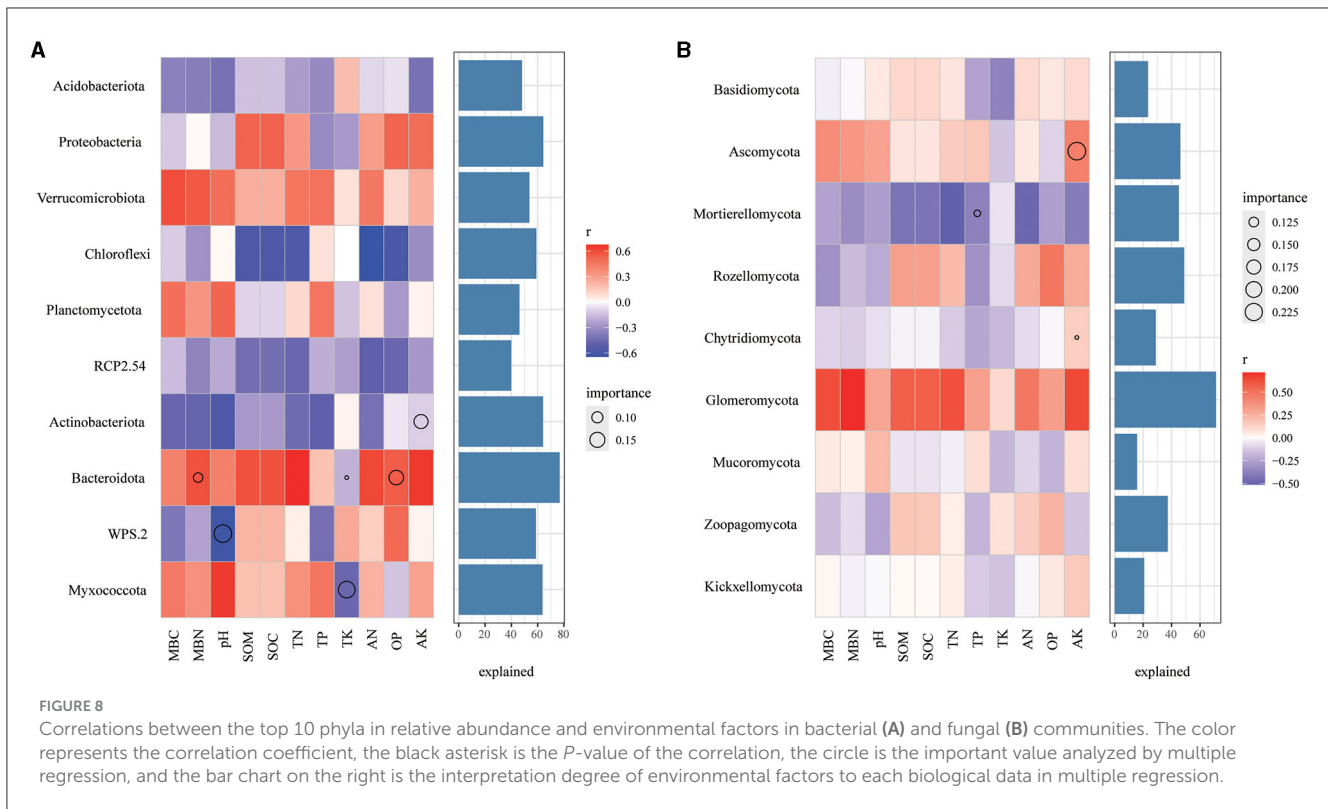 A
Acidobacteriota
Proteobacteria
Verrucomicrobiota
Chloroflexi
Planctomycetota
RCP2.54
Actinobacteriota
Bacteroidota
WPS.2
Myxococcota
MBC
MBN
pH
SOM
SOC
TN
TP
TK
AN
OP
AK
0 20 40 60 80
explained
r
0.6
0.3
0.0
−0.3
−0.6
importance
0.10
0.15
B
Basidiomycota
Ascomycota
Mortierellomycota
Rozellomycota
Chytridiomycota
Glomeromycota
Mucoromycota
Zoopagomycota
Kickxellomycota
MBC
MBN
pH
SOM
SOC
TN
TP
TK
AN
OP
AK
0 20 40 60
explained
importance
0.125
0.150
0.175
0.200
0.225
r
0.50
0.25
0.00
−0.25
−0.50
FIGURE 8
Correlations between the top 10 phyla in relative abundance and environmental factors in bacterial (A) and fungal (B) communities. The color
represents the correlation coefficient, the black asterisk is the P-value of the correlation, the circle is the important value analyzed by multiple
regression, and the bar chart on the right is the interpretation degree of environmental factors to each biological data in multiple regression.